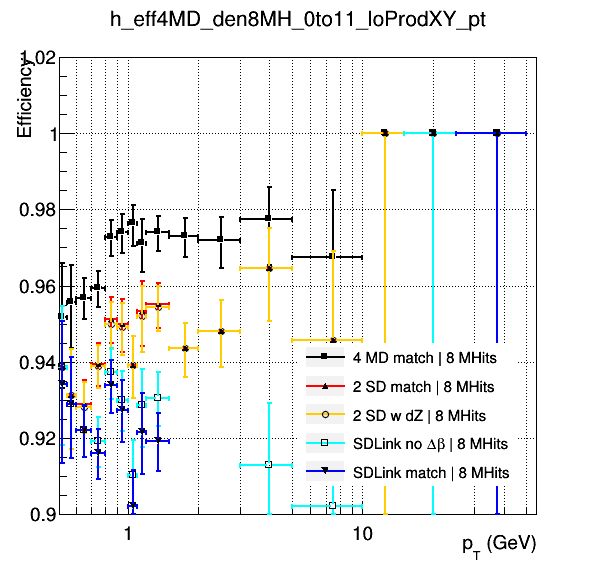 h_eff4MD_den8MH_0to11_loProdXY_pt
Efficiency
1.02
1
0.98
0.96
0.94
0.92
0.9
4 MD match | 8 MHits
2 SD match | 8 MHits
2 SD w dZ | 8 MHits
SDLink no Δβ | 8 MHits
SDLink match | 8 MHits
1
10
p_T (GeV)